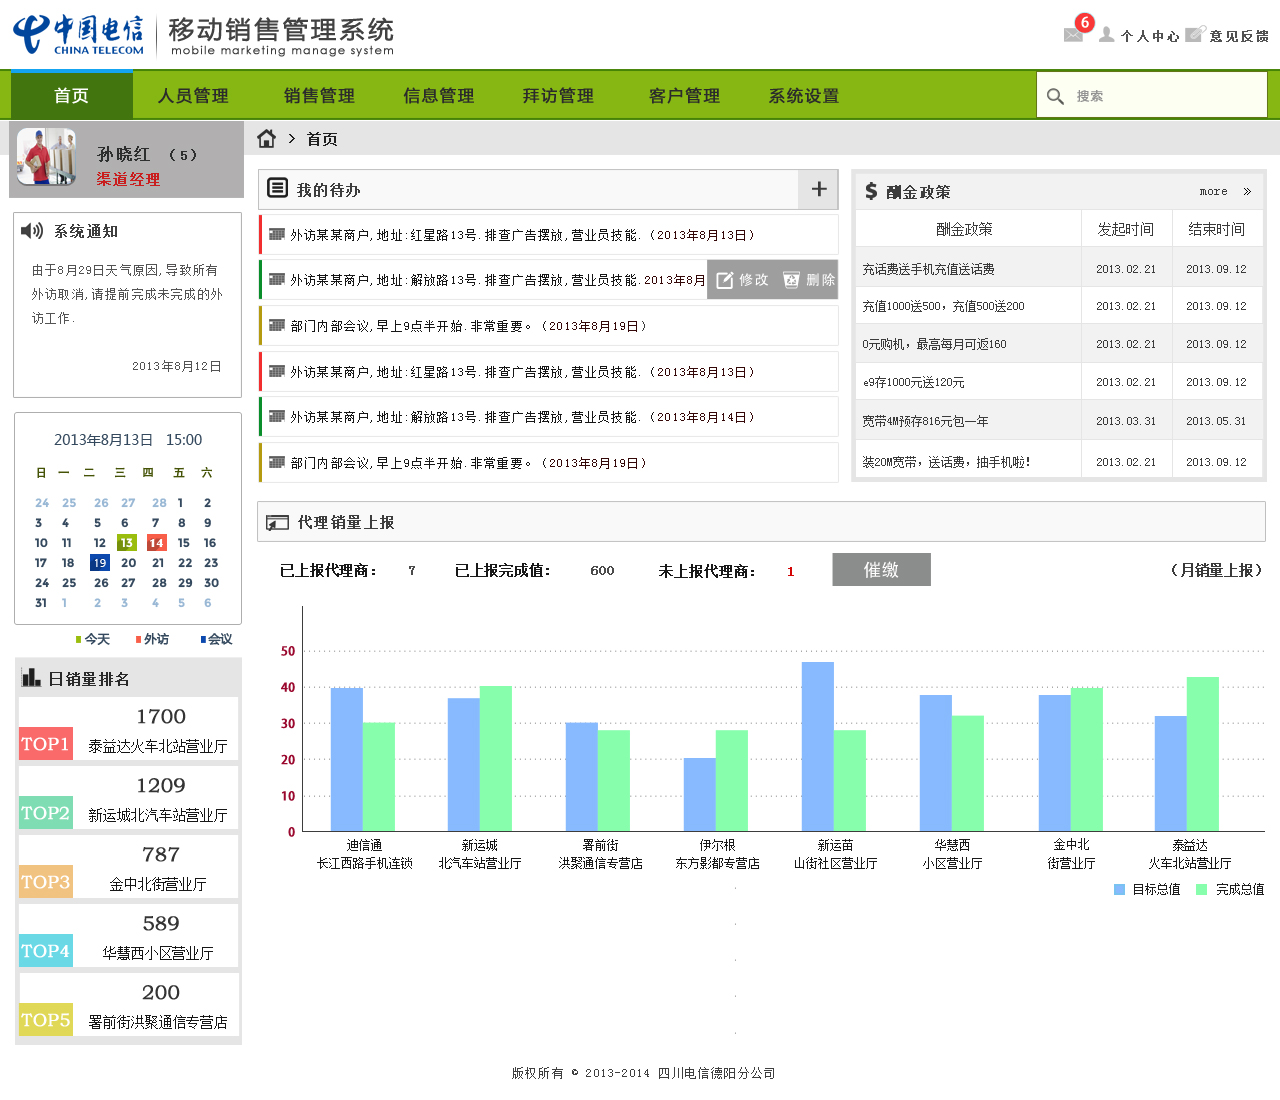 中国电信
CHINA TELECOM
移动销售管理系统
mobile marketing manage system
6
个人中心
意见反馈
首页 人员管理 销售管理 信息管理 拜访管理 客户管理 系统设置
搜索
孙晓红 （5）
渠道经理
首页
系统通知
由于8月29日天气原因,导致所有
外访取消,请提前完成未完成的外
访工作.
2013年8月12日
2013年8月13日 15:00
日 一 二 三 四 五 六
24 25 26 27 28 1 2
3 4 5 6 7 8 9
10 11 12 13 14 15 16
17 18 19 20 21 22 23
24 25 26 27 28 29 30
31 1 2 3 4 5 6
今天 外访 会议
日销量排名
1700
TOP1 泰益达火车北站营业厅
1209
TOP2 新运城北汽车站营业厅
787
TOP3 金中北街营业厅
589
TOP4 华慧西小区营业厅
200
TOP5 署前街洪聚通信专营店
我的待办
外访某某商户,地址:红星路13号.排查广告摆放,营业员技能.（2013年8月13日）
外访某某商户,地址:解放路13号.排查广告摆放,营业员技能.2013年8月
修改 删除
部门内部会议,早上9点半开始.非常重要。（2013年8月19日）
外访某某商户,地址:红星路13号.排查广告摆放,营业员技能.（2013年8月13日）
外访某某商户,地址:解放路13号.排查广告摆放,营业员技能.（2013年8月14日）
部门内部会议,早上9点半开始.非常重要。（2013年8月19日）
酬金政策
more »
酬金政策 发起时间 结束时间
充话费送手机充值送话费 2013.02.21 2013.09.12
充值1000送500，充值500送200 2013.02.21 2013.09.12
0元购机，最高每月可返160 2013.02.21 2013.09.12
e9存1000元送120元 2013.02.21 2013.09.12
宽带4M预存816元包一年 2013.03.31 2013.05.31
装20M宽带，送话费，抽手机啦! 2013.02.21 2013.09.12
代理销量上报
已上报代理商： 7 已上报完成值： 600 未上报代理商： 1 催缴 （月销量上报）
50
40
30
20
10
0
迪信通 新运城 署前街 伊尔根 新运苗 华慧西 金中北 泰益达
长江西路手机连锁 北汽车站营业厅 洪聚通信专营店 东方影都专营店 山街社区营业厅 小区营业厅 街营业厅 火车北站营业厅
目标总值 完成总值
版权所有 © 2013-2014 四川电信德阳分公司